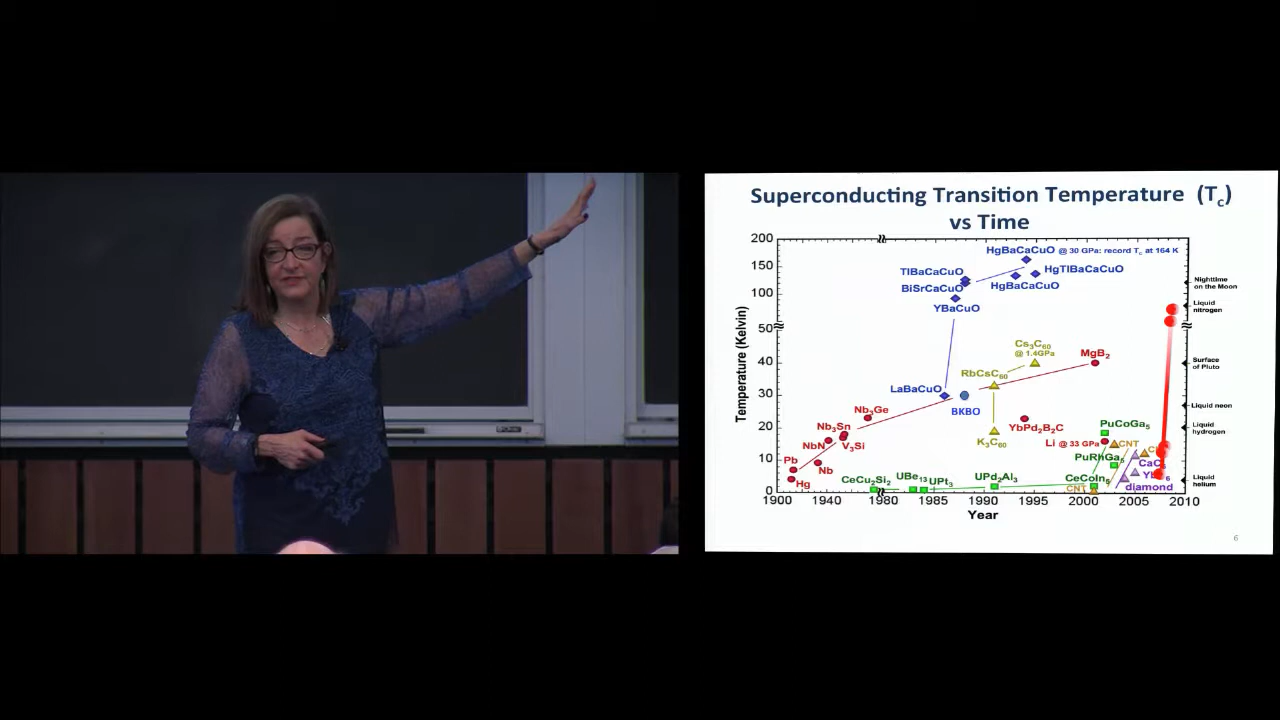 Superconducting Transition Temperature (Tc)
vs Time
Temperature (Kelvin)
200
150
100
50
40
30
20
10
0
HgBaCaCuO @ 30 GPa: record Tc at 164 K
TlBaCaCuO
HgTlBaCaCuO
BiSrCaCuO
HgBaCaCuO
YBaCuO
Cs3C60
@ 1.4GPa
MgB2
RbCsC60
LaBaCuO
BKBO
Nb3Ge
Nb3Sn
K3C60
YbPd2B2C
PuCoGa5
NbN
V3Si
Li @ 33 GPa
CNT
Pb
Nb
PuRhGa5
Hg
CeCu2Si2
UBe13
UPt3
UPd2Al3
CeCoIn5
CNT
diamond
Nighttime
on the Moon
Liquid
nitrogen
Surface
of Pluto
Liquid neon
Liquid
hydrogen
Liquid
helium
1900
1940
1980
1985
1990
1995
2000
2005
2010
Year
6